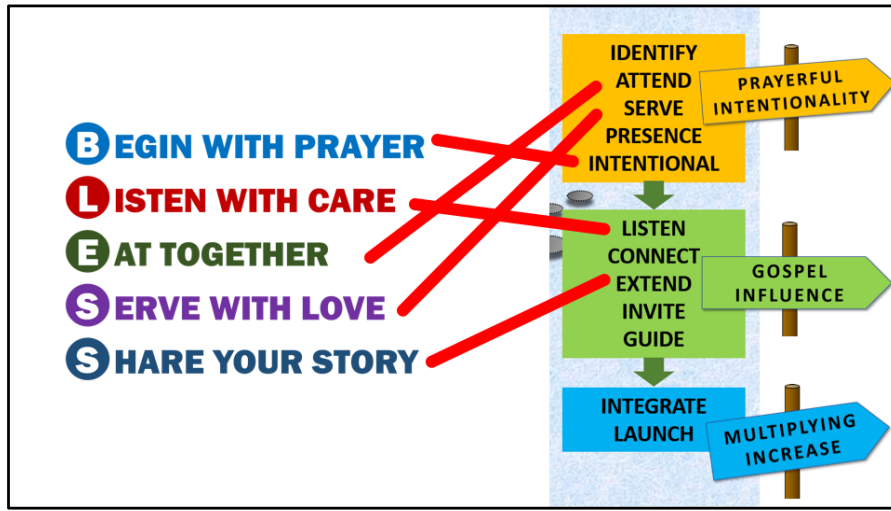 BEGIN WITH PRAYER
LISTEN WITH CARE
EAT TOGETHER
SERVE WITH LOVE
SHARE YOUR STORY
IDENTIFY
ATTEND
SERVE
PRESENCE
INTENTIONAL
PRAYERFUL
INTENTIONALITY
LISTEN
CONNECT
EXTEND
INVITE
GUIDE
GOSPEL
INFLUENCE
INTEGRATE
LAUNCH
MULTIPLYING
INCREASE